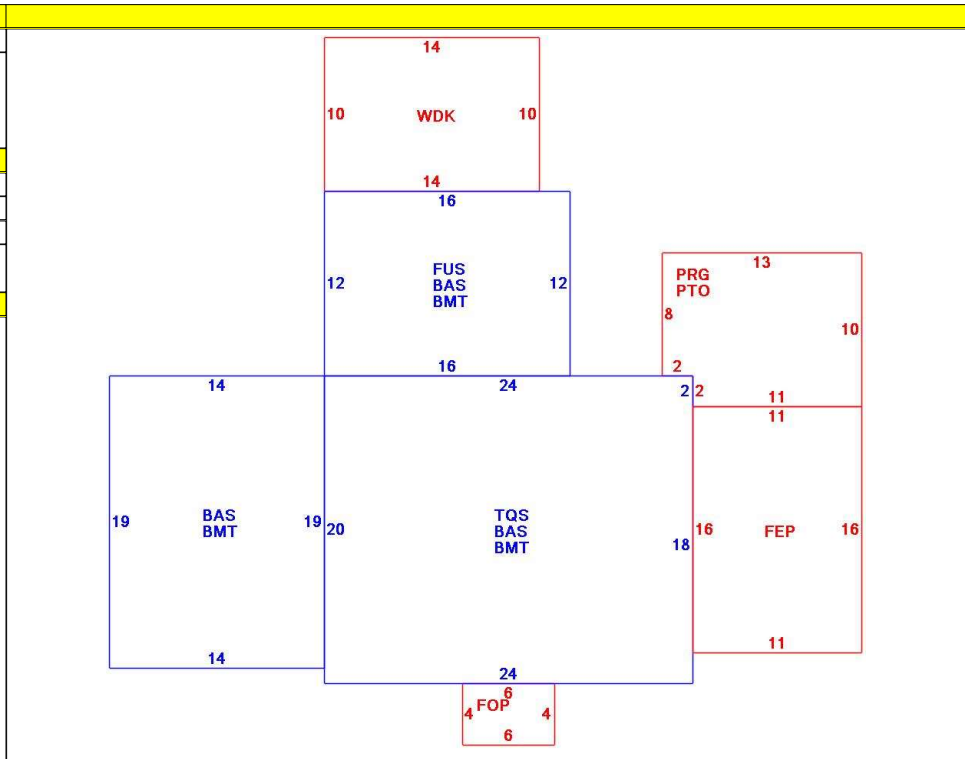 14
10 WDK 10
14
16
12 FUS 12
BAS
BMT
16
13
PRG
PTO
8 10
2
2 11
14
19 BAS 19
BMT
14
24
2
20 TQS 18
BAS
BMT
24
11
16 FEP 16
11
6
4 FOP 4
6